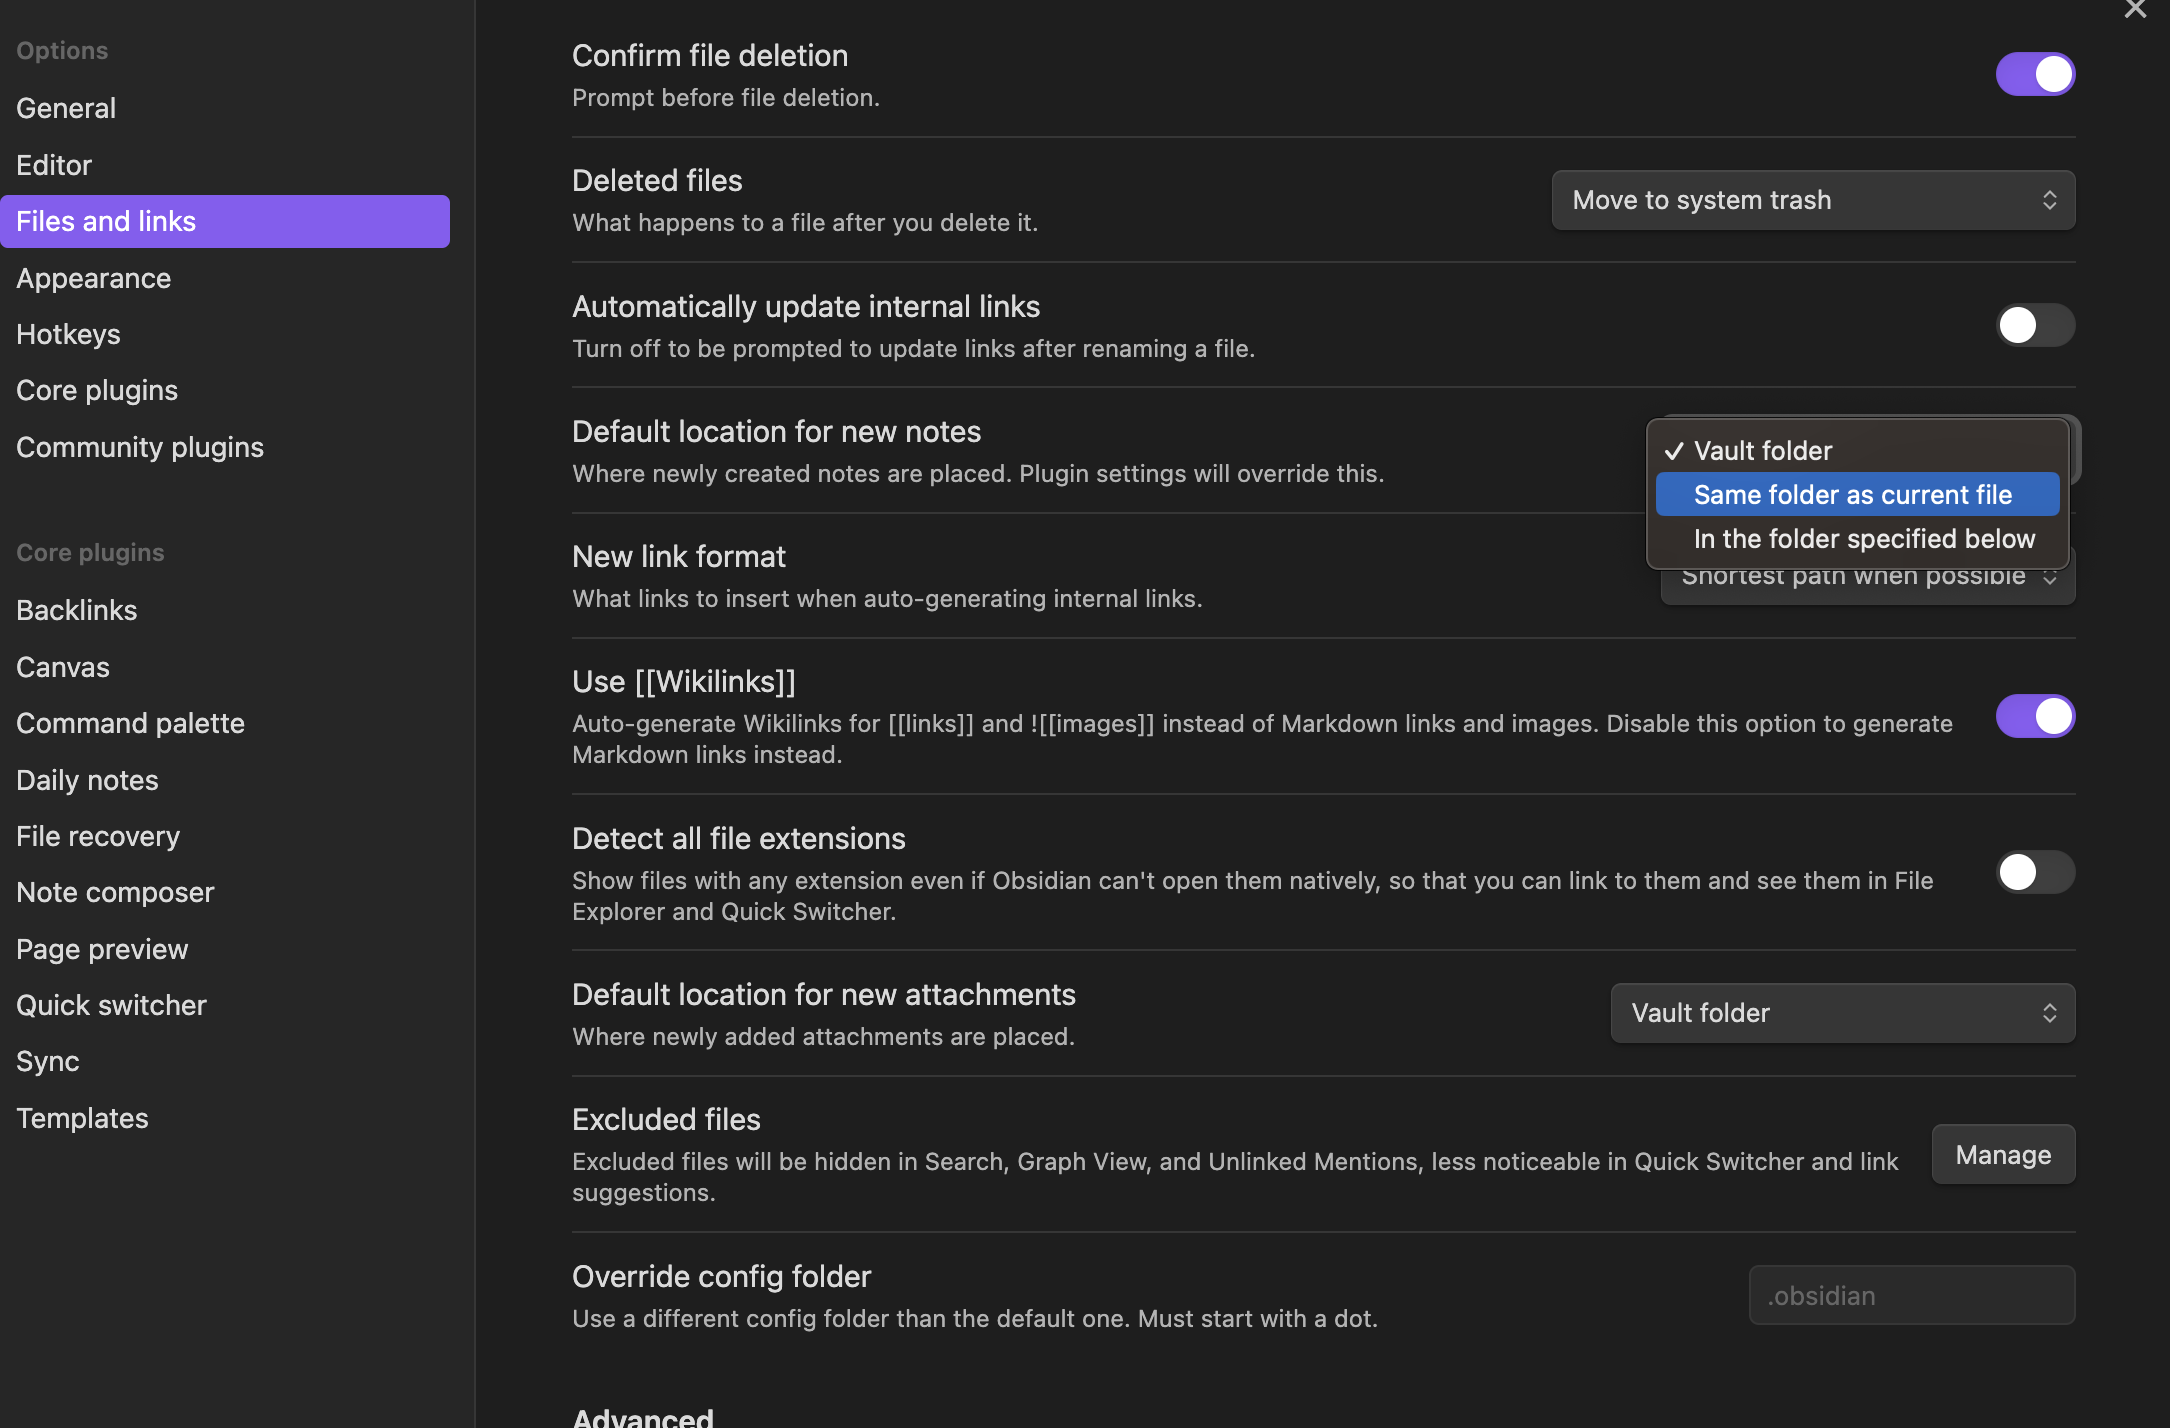 Options
General
Editor
Files and links
Appearance
Hotkeys
Core plugins
Community plugins
Core plugins
Backlinks
Canvas
Command palette
Daily notes
File recovery
Note composer
Page preview
Quick switcher
Sync
Templates
Confirm file deletion
Prompt before file deletion.
Deleted files
What happens to a file after you delete it.
Move to system trash
Automatically update internal links
Turn off to be prompted to update links after renaming a file.
Default location for new notes
Where newly created notes are placed. Plugin settings will override this.
✓ Vault folder
Same folder as current file
In the folder specified below
New link format
What links to insert when auto-generating internal links.
Shortest path when possible
Use [[Wikilinks]]
Auto-generate Wikilinks for [[links]] and ![[images]] instead of Markdown links and images. Disable this option to generate
Markdown links instead.
Detect all file extensions
Show files with any extension even if Obsidian can't open them natively, so that you can link to them and see them in File
Explorer and Quick Switcher.
Default location for new attachments
Where newly added attachments are placed.
Vault folder
Excluded files
Excluded files will be hidden in Search, Graph View, and Unlinked Mentions, less noticeable in Quick Switcher and link
suggestions.
Manage
Override config folder
Use a different config folder than the default one. Must start with a dot.
.obsidian
Advanced